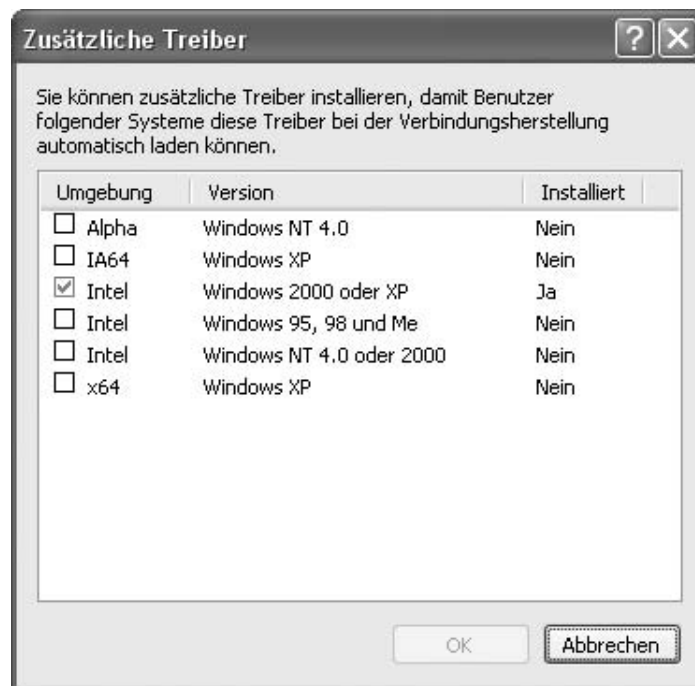 Zusätzliche Treiber
Sie können zusätzliche Treiber installieren, damit Benutzer
folgender Systeme diese Treiber bei der Verbindungsherstellung
automatisch laden können.
Umgebung Version Installiert
Alpha Windows NT 4.0 Nein
IA64 Windows XP Nein
Intel Windows 2000 oder XP Ja
Intel Windows 95, 98 und Me Nein
Intel Windows NT 4.0 oder 2000 Nein
x64 Windows XP Nein
OK Abbrechen